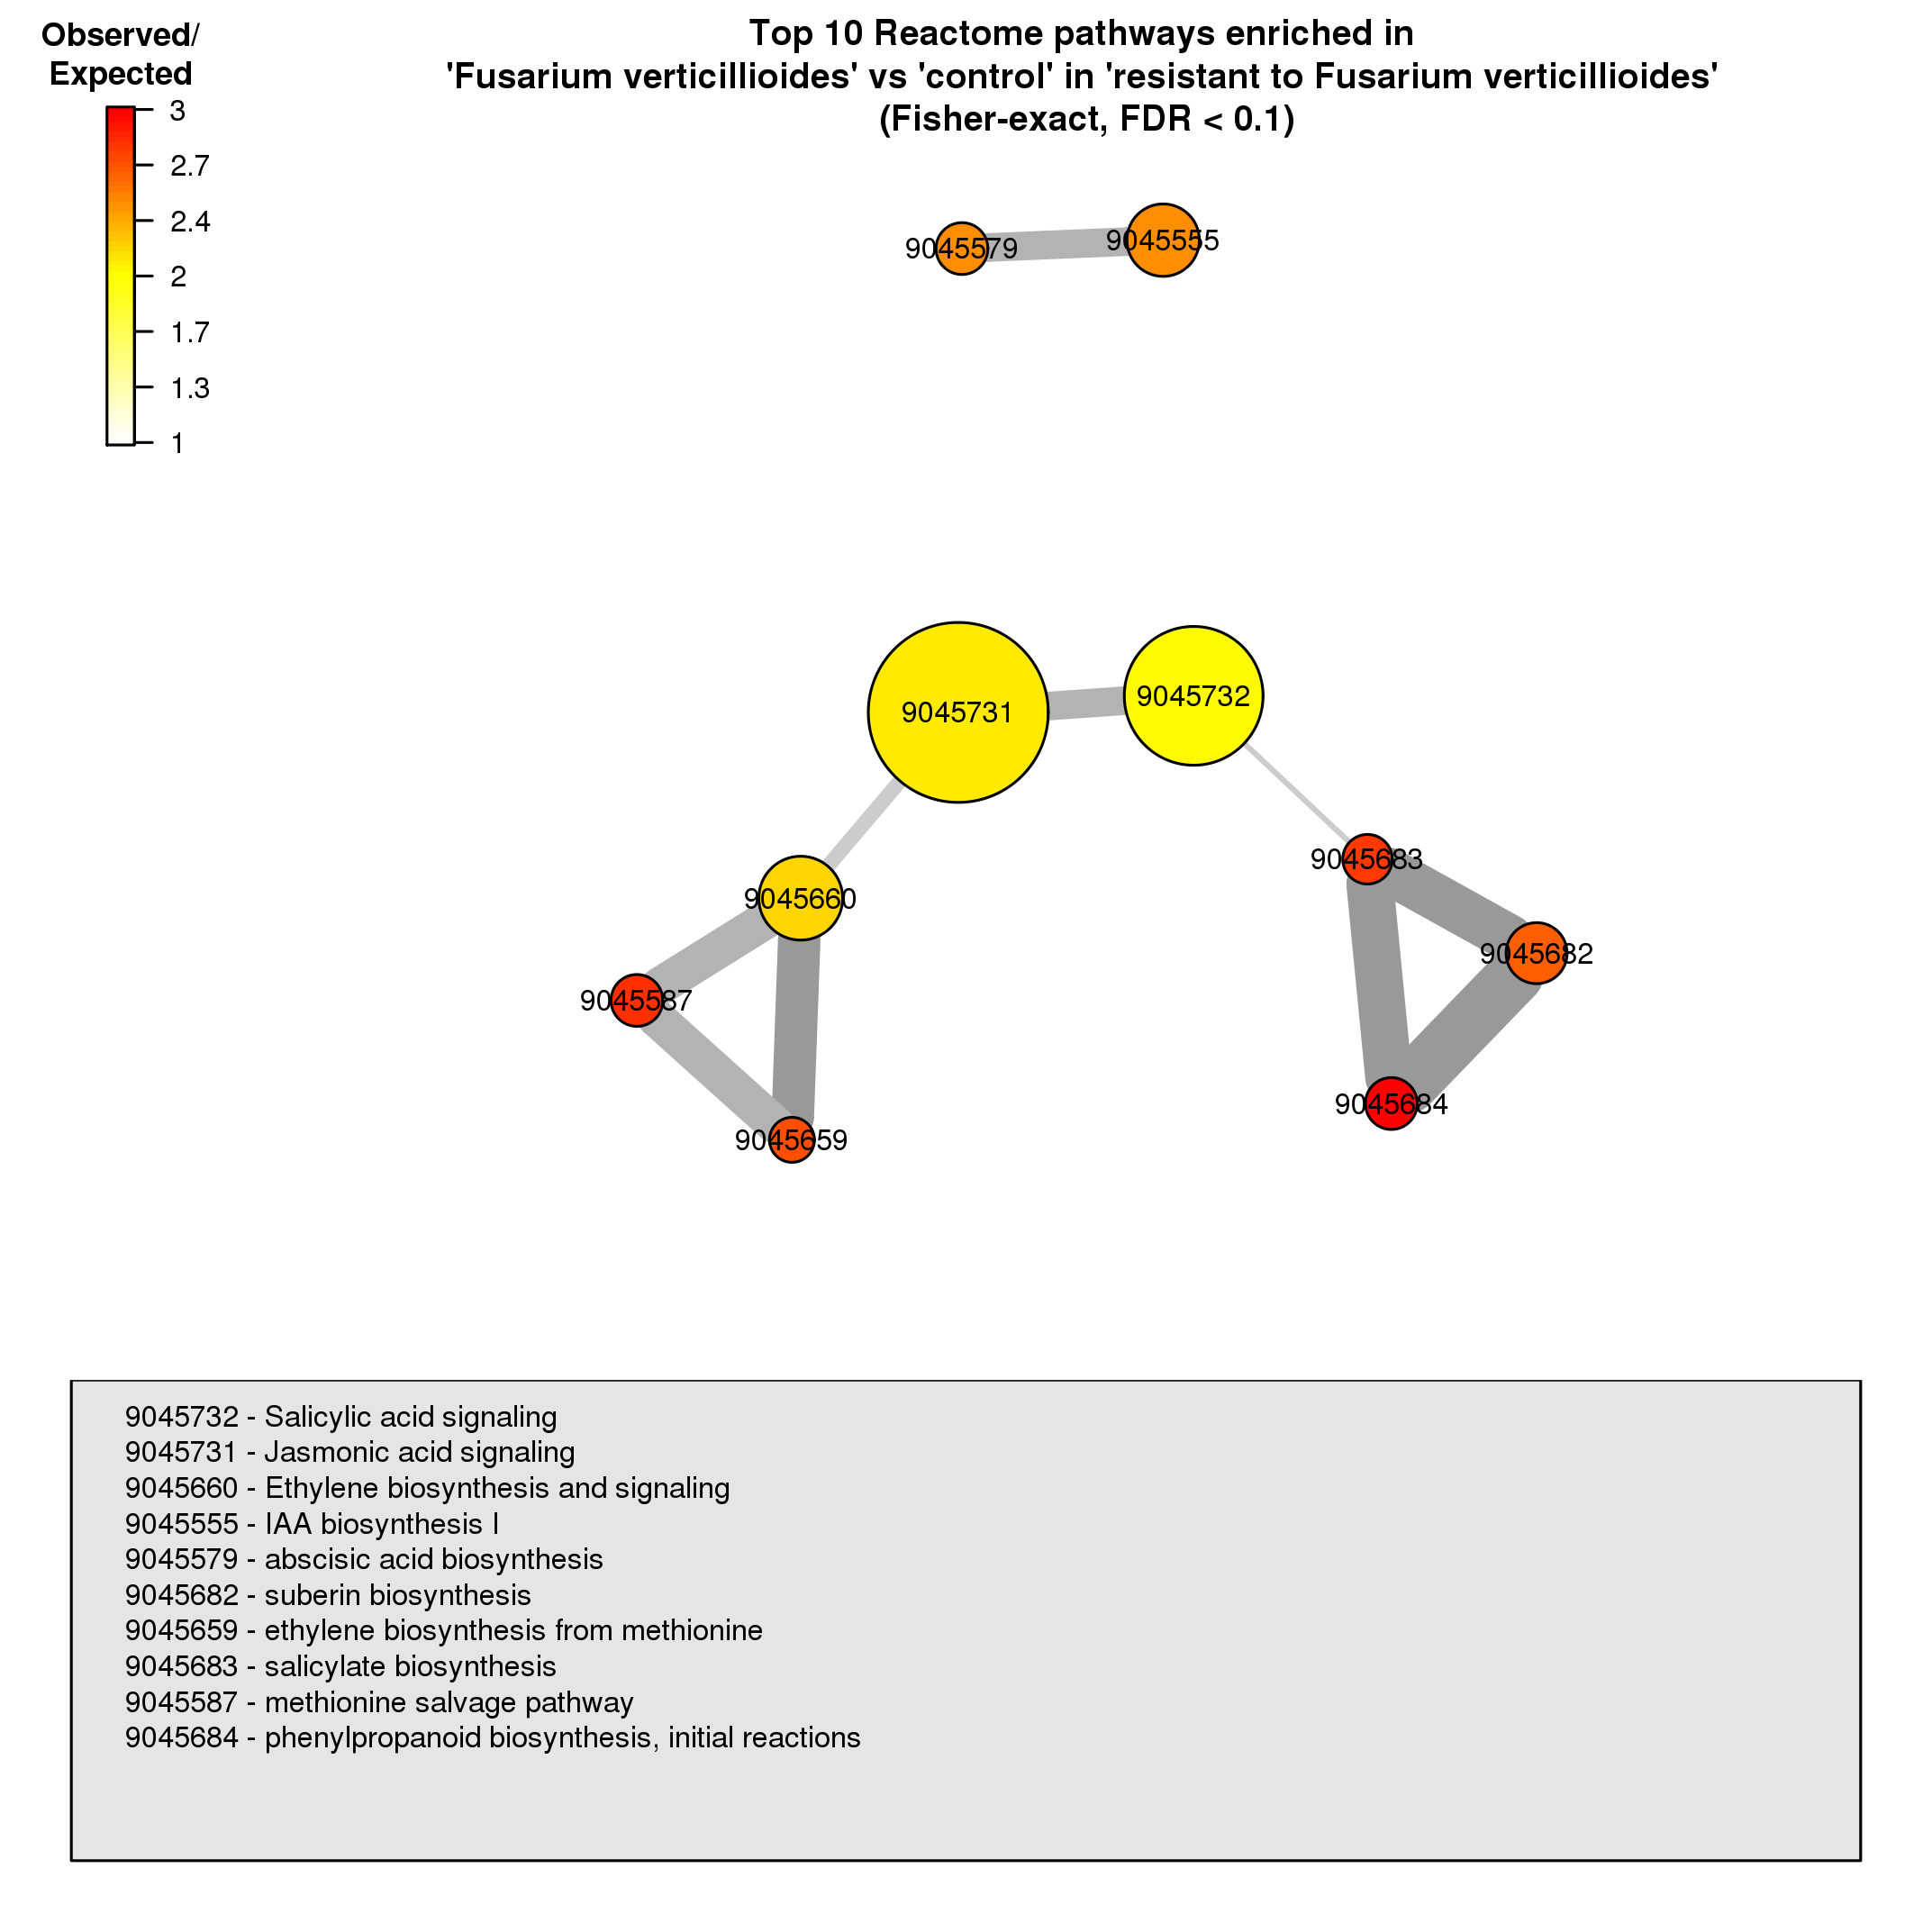 Observed/
Expected
3
2.7
2.4
2
1.7
1.3
1
Top 10 Reactome pathways enriched in
'Fusarium verticillioides' vs 'control' in 'resistant to Fusarium verticillioides'
(Fisher-exact, FDR < 0.1)
9045579
9045555
9045731
9045732
9045683
9045660
9045682
9045587
9045684
9045659
9045732 - Salicylic acid signaling
9045731 - Jasmonic acid signaling
9045660 - Ethylene biosynthesis and signaling
9045555 - IAA biosynthesis I
9045579 - abscisic acid biosynthesis
9045682 - suberin biosynthesis
9045659 - ethylene biosynthesis from methionine
9045683 - salicylate biosynthesis
9045587 - methionine salvage pathway
9045684 - phenylpropanoid biosynthesis, initial reactions